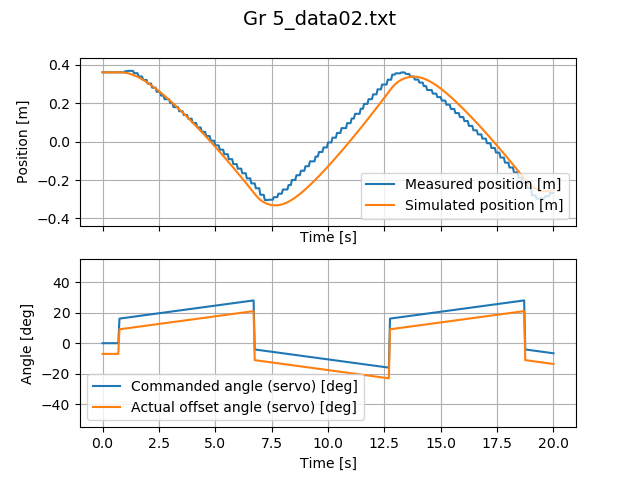 Gr 5_data02.txt
Position [m]
0.4
0.2
0.0
−0.2
−0.4
Measured position [m]
Simulated position [m]
Time [s]
Angle [deg]
40
20
0
−20
−40
Commanded angle (servo) [deg]
Actual offset angle (servo) [deg]
0.0 2.5 5.0 7.5 10.0 12.5 15.0 17.5 20.0
Time [s]